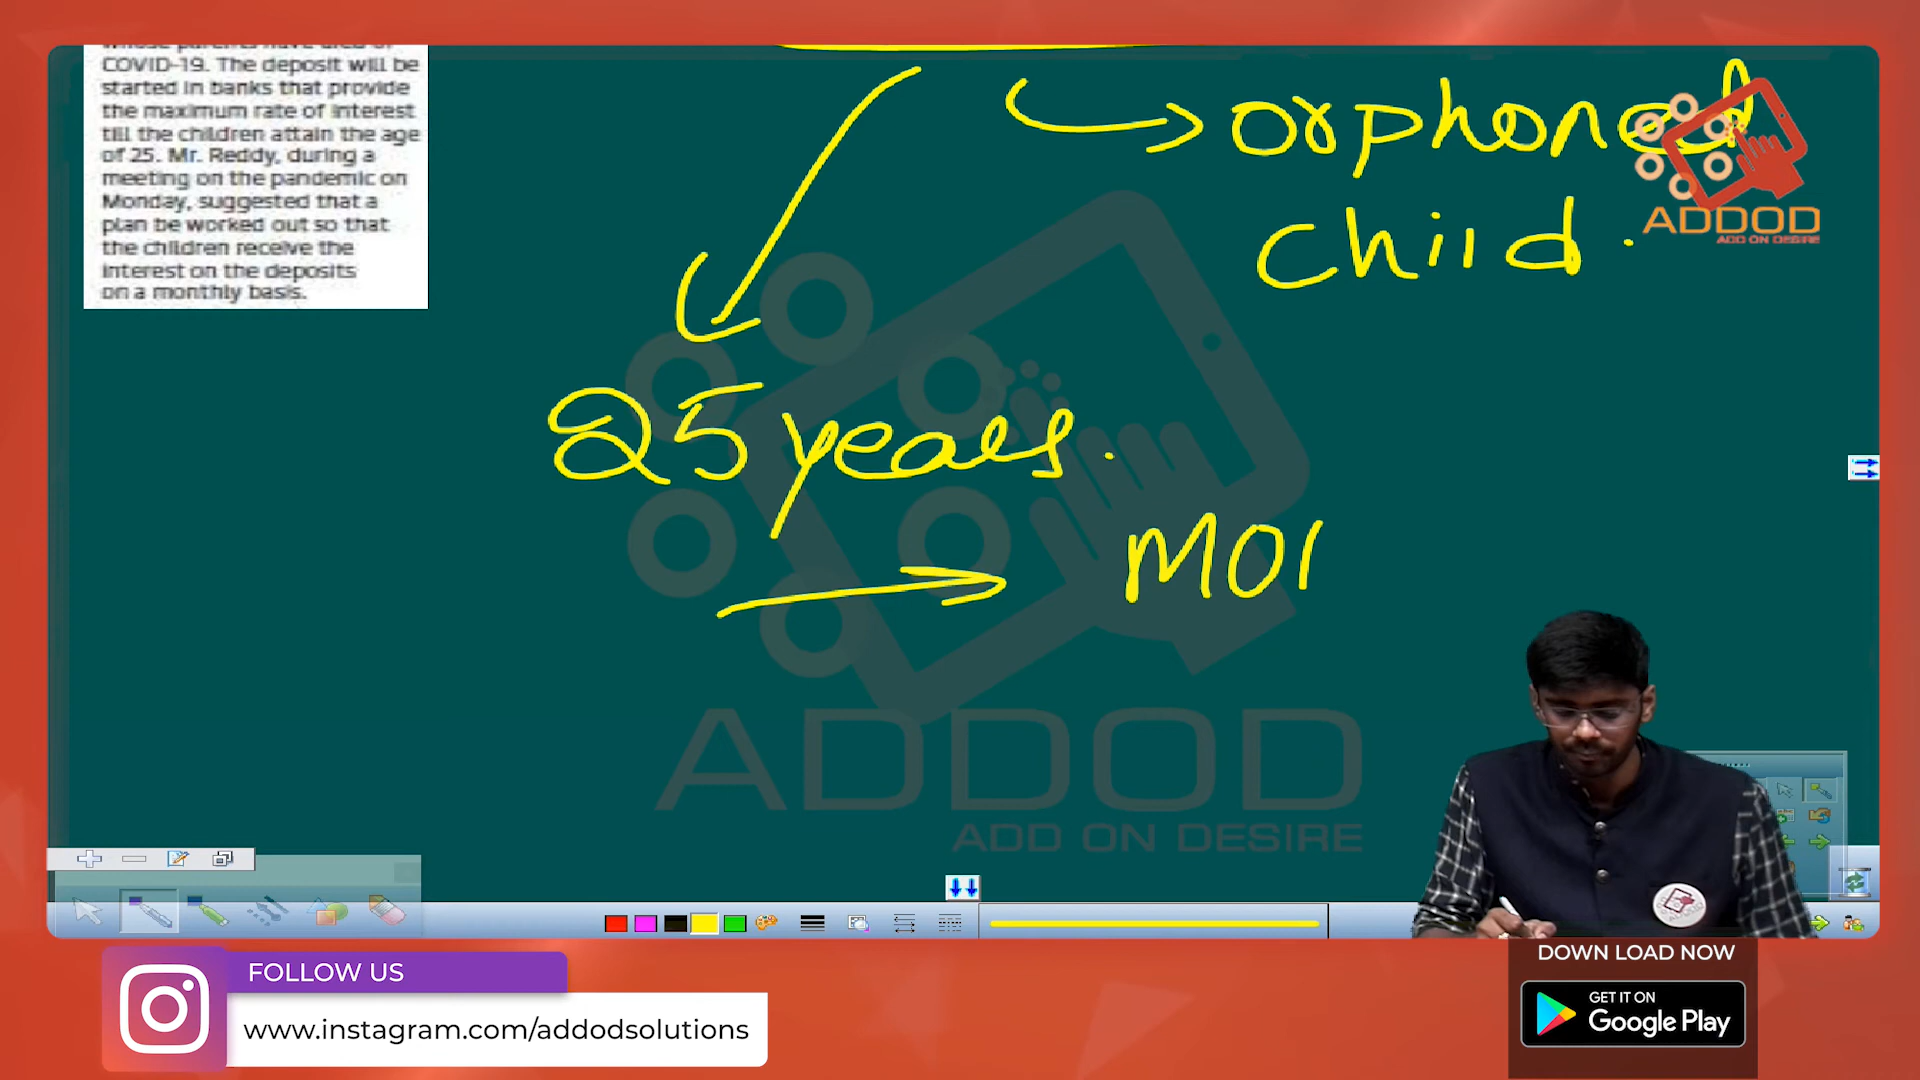 COVID-19. The deposit will be
started in banks that provide
the maximum rate of interest
till the children attain the age
of 25. Mr. Reddy, during a
meeting on the pandemic on
Monday, suggested that a
plan be worked out so that
the children receive the
interest on the deposits
on a monthly basis.
orphoned
child.
25 years.
MOI
ADDOD
ADD ON DESIRE
ADDOD
ADD ON DESIRE
FOLLOW US
www.instagram.com/addodsolutions
DOWN LOAD NOW
GET IT ON
Google Play